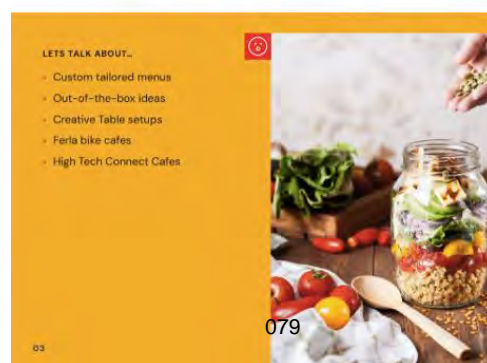 LETS TALK ABOUT...
Custom tailored menus
Out-of-the-box ideas
Creative Table setups
Ferla bike cafes
High Tech Connect Cafes
079
03